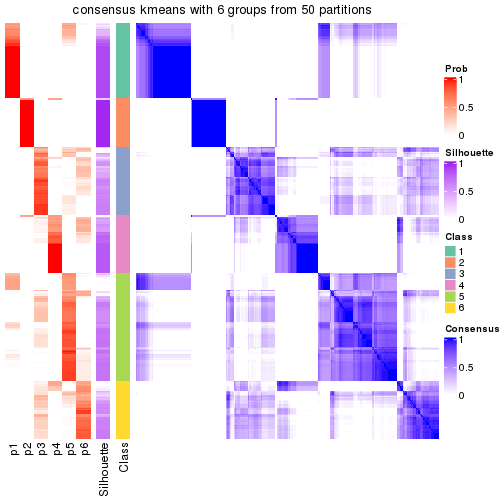 consensus kmeans with 6 groups from 50 partitions
Prob
1
0.5
0
Silhouette
1
0.5
0
Class
1
2
3
4
5
6
Consensus
1
0.5
0
p1
p2
p3
p4
p5
p6
Silhouette
Class